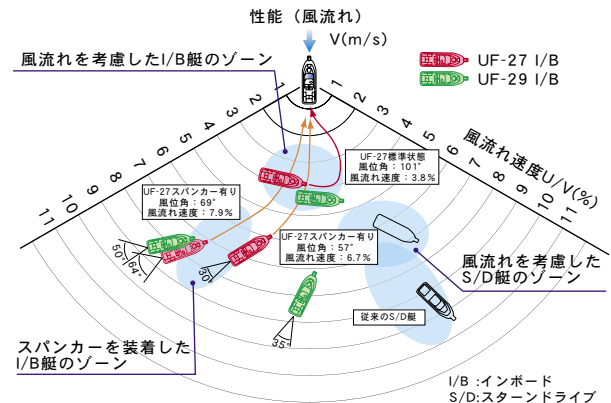 性能（風流れ）
V(m/s)
風流れを考慮したI/B艇のゾーン
UF-27 I/B
UF-29 I/B
1
2
3
4
5
6
7
8
9
10
11
1
2
3
4
5
6
7
8
9
10
11
風流れ速度U/V(%)
UF-27標準状態
風位角：101°
風流れ速度：3.8%
UF-27スパンカー有り
風位角：69°
風流れ速度：7.9%
UF-27スパンカー有り
風位角：57°
風流れ速度：6.7%
50°
64°
30°
35°
風流れを考慮した
S/D艇のゾーン
従来のS/D艇
スパンカーを装着した
I/B艇のゾーン
I/B :インボード
S/D:スターンドライブ